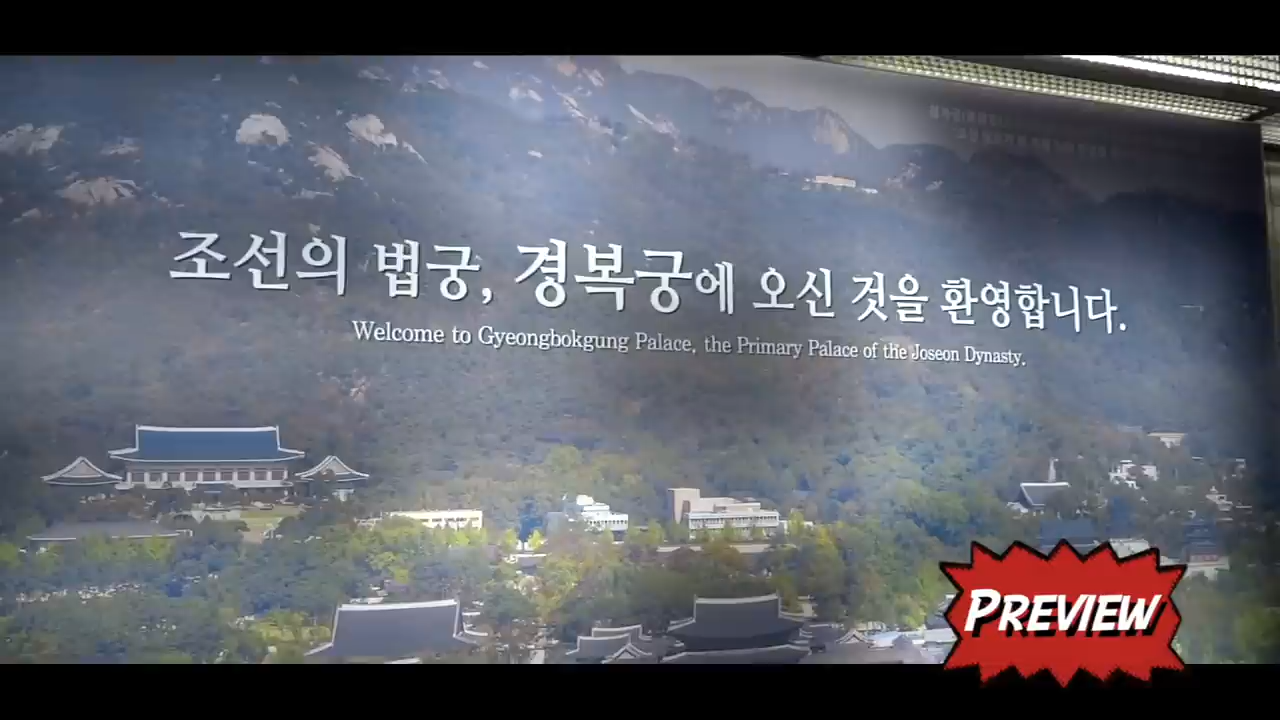 조선의 법궁, 경복궁에 오신 것을 환영합니다.
Welcome to Gyeongbokgung Palace, the Primary Palace of the Joseon Dynasty.
PREVIEW